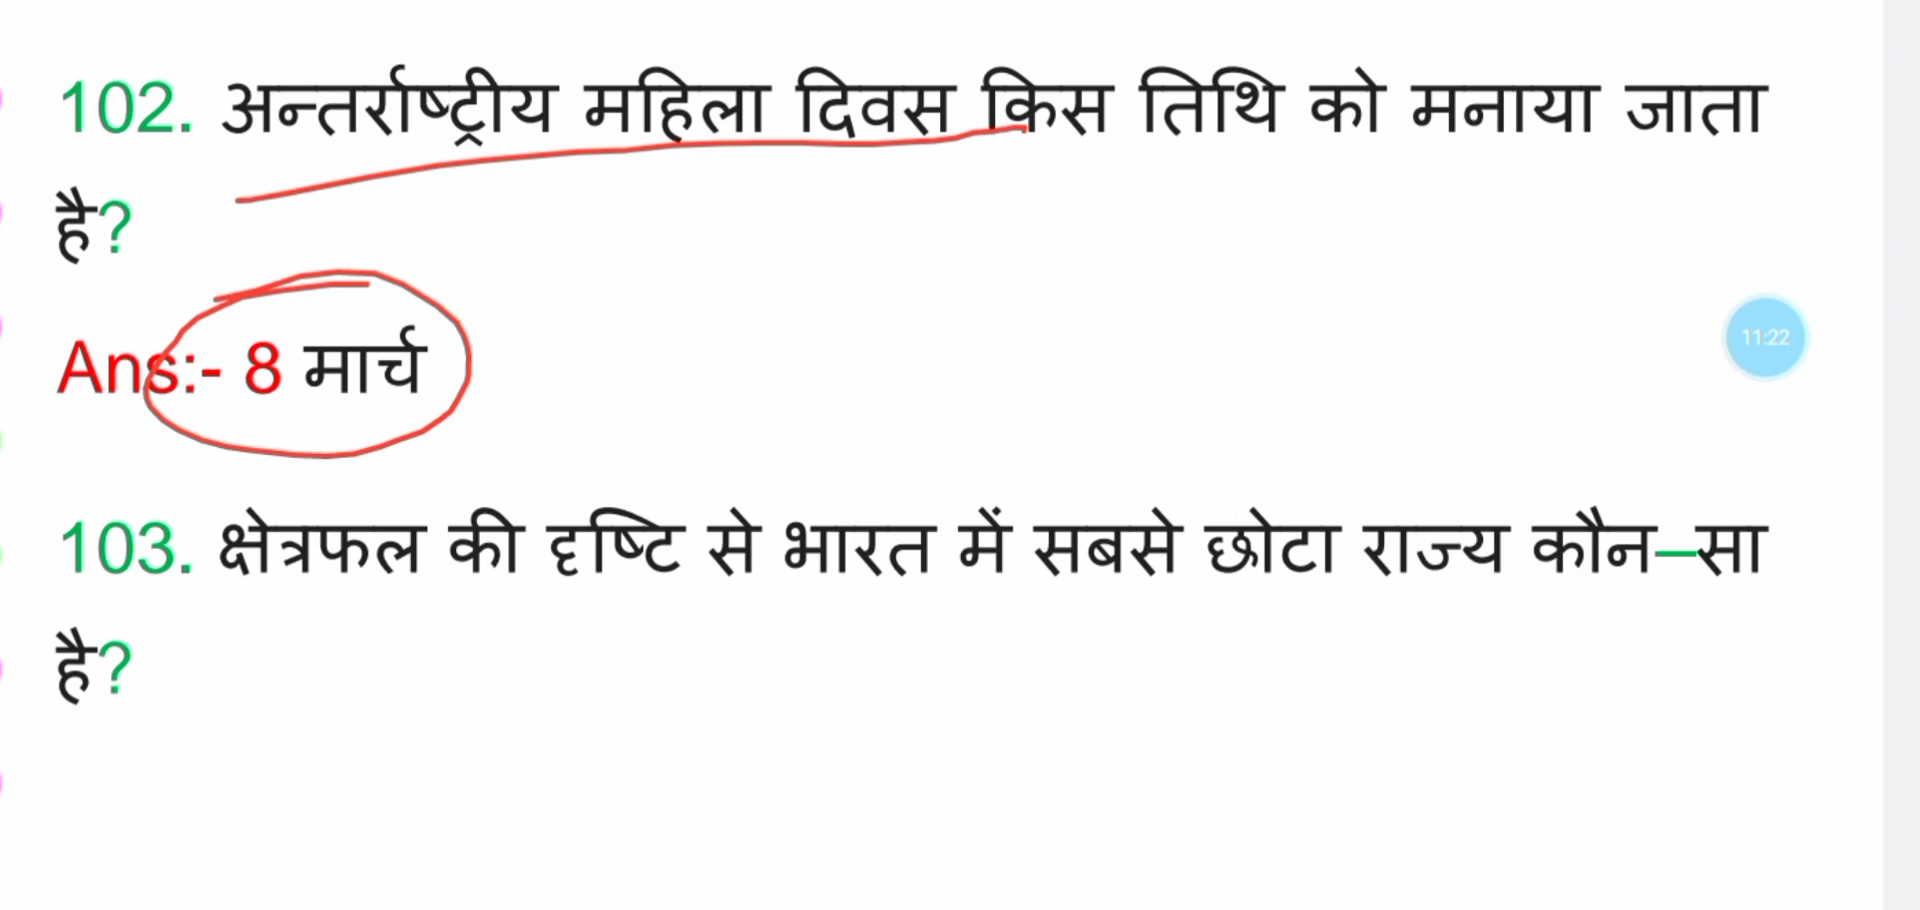 102. अन्तर्राष्ट्रीय महिला दिवस किस तिथि को मनाया जाता
है?
Ans:- 8 मार्च
11:22
103. क्षेत्रफल की दृष्टि से भारत में सबसे छोटा राज्य कौन–सा
है?